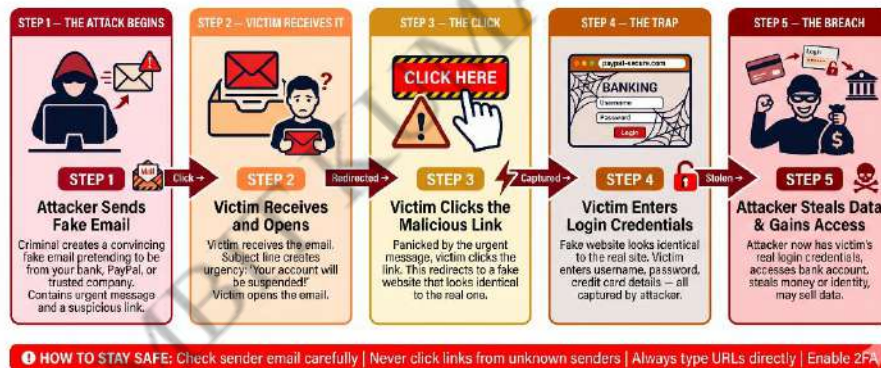 STEP 1 – THE ATTACK BEGINS
Mail
STEP 1
Click →
Attacker Sends
Fake Email
Criminal creates a convincing
fake email pretending to be
from your bank, PayPal, or
trusted company.
Contains urgent message
and a suspicious link.
STEP 2 – VICTIM RECEIVES IT
?
STEP 2
Redirected →
Victim Receives
and Opens
Victim receives the email.
Subject line creates
urgency: 'Your account will
be suspended!'
Victim opens the email.
STEP 3 – THE CLICK
CLICK HERE
STEP 3
Captured →
Victim Clicks the
Malicious Link
Panicked by the urgent
message, victim clicks the
link. This redirects to a fake
website that looks identical
to the real one.
STEP 4 – THE TRAP
paypal-secure.com
BANKING
Username
Password
Login
STEP 4
Stolen →
Victim Enters
Login Credentials
Fake website looks identical
to the real site. Victim
enters username, password,
credit card details — all
captured by attacker.
STEP 5 – THE BREACH
Login
$
STEP 5
Attacker Steals Data
& Gains Access
Attacker now has victim's
real login credentials,
accesses bank account,
steals money or identity,
may sell data.
HOW TO STAY SAFE: Check sender email carefully | Never click links from unknown senders | Always type URLs directly | Enable 2FA